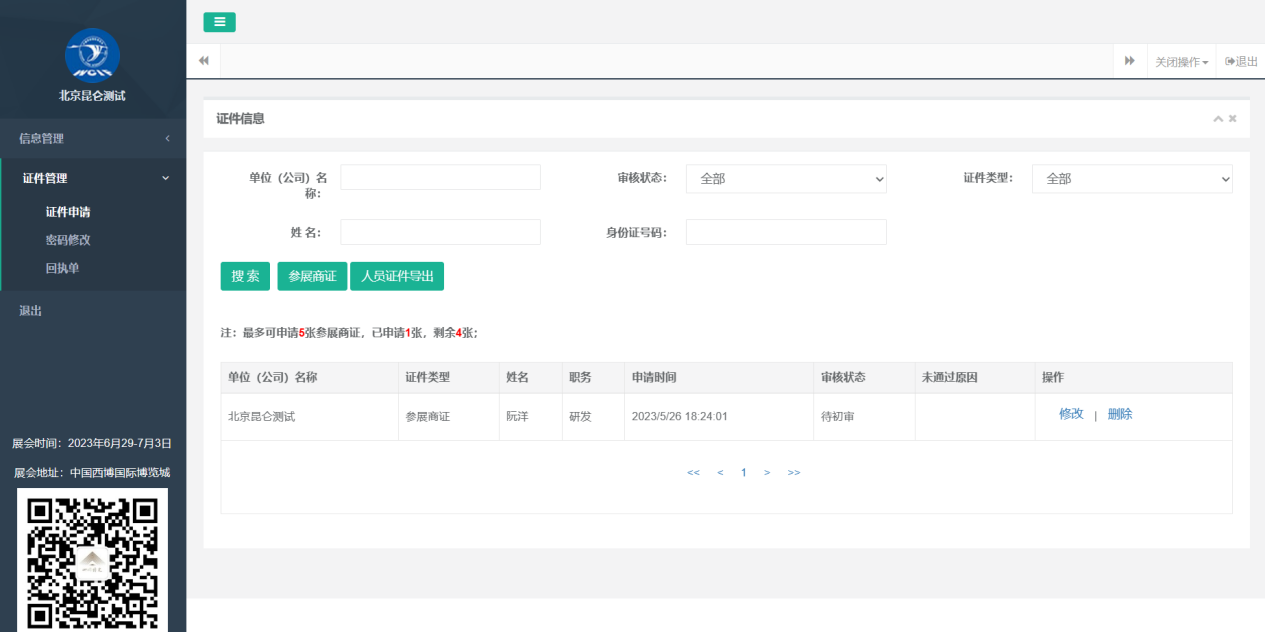 北京昆仑测试
信息管理
证件管理
证件申请
密码修改
回执单
退出
展会时间：2023年6月29-7月3日
展会地址：中国西博国际博览城
关闭操作
退出
证件信息
单位（公司）名
称：
审核状态：
全部
证件类型：
全部
姓 名：
身份证号码：
搜 索
参展商证
人员证件导出
注：最多可申请5张参展商证，已申请1张，剩余4张；
单位（公司）名称 证件类型 姓名 职务 申请时间 审核状态 未通过原因 操作
北京昆仑测试 参展商证 阮洋 研发 2023/5/26 18:24:01 待初审 修改 | 删除
<< < 1 > >>